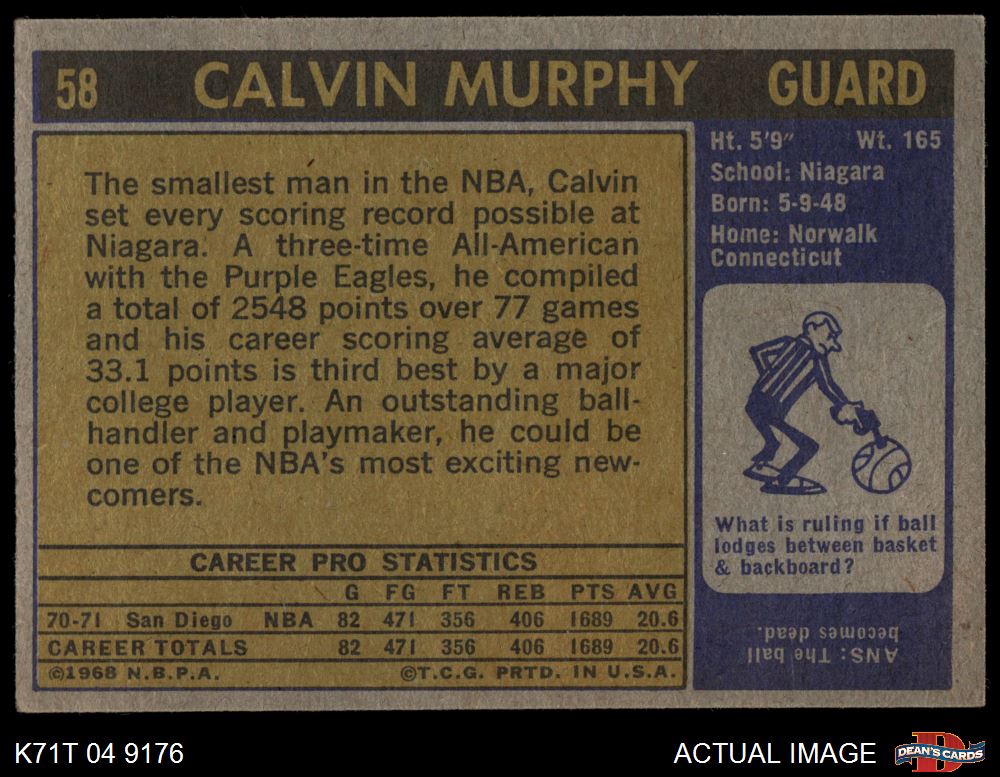 58 CALVIN MURPHY GUARD
The smallest man in the NBA, Calvin
set every scoring record possible at
Niagara. A three-time All-American
with the Purple Eagles, he compiled
a total of 2548 points over 77 games
and his career scoring average of
33.1 points is third best by a major
college player. An outstanding ball-
handler and playmaker, he could be
one of the NBA's most exciting new-
comers.
Ht. 5'9" Wt. 165
School: Niagara
Born: 5-9-48
Home: Norwalk
Connecticut
What is ruling if ball
lodges between basket
& backboard?
ANS: The ball
becomes dead.
CAREER PRO STATISTICS
G FG FT REB PTS AVG
70-71 San Diego NBA 82 471 356 406 1689 20.6
CAREER TOTALS 82 471 356 406 1689 20.6
©1968 N.B.P.A. ©T.C.G. PRTD. IN U.S.A.
K71T 04 9176
ACTUAL IMAGE
D
DEAN'S CARDS